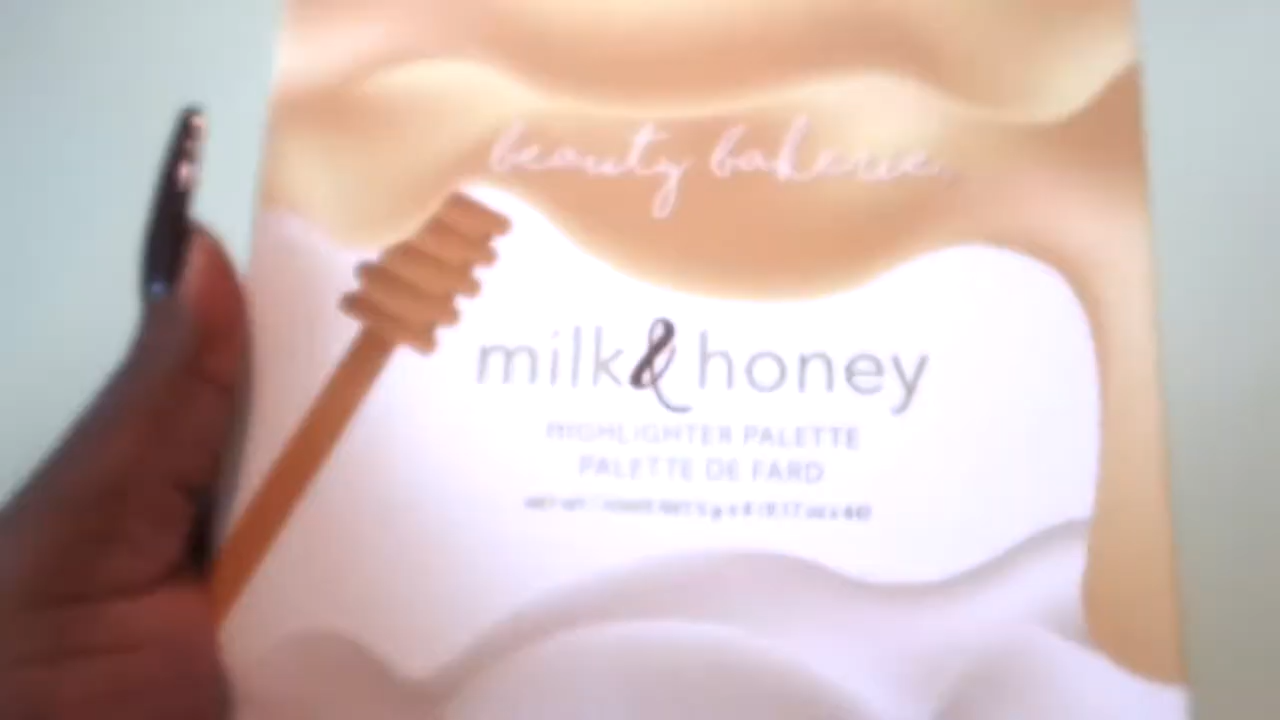 beauty bakerie.
milk & honey
HIGHLIGHTER PALETTE
PALETTE DE FARD